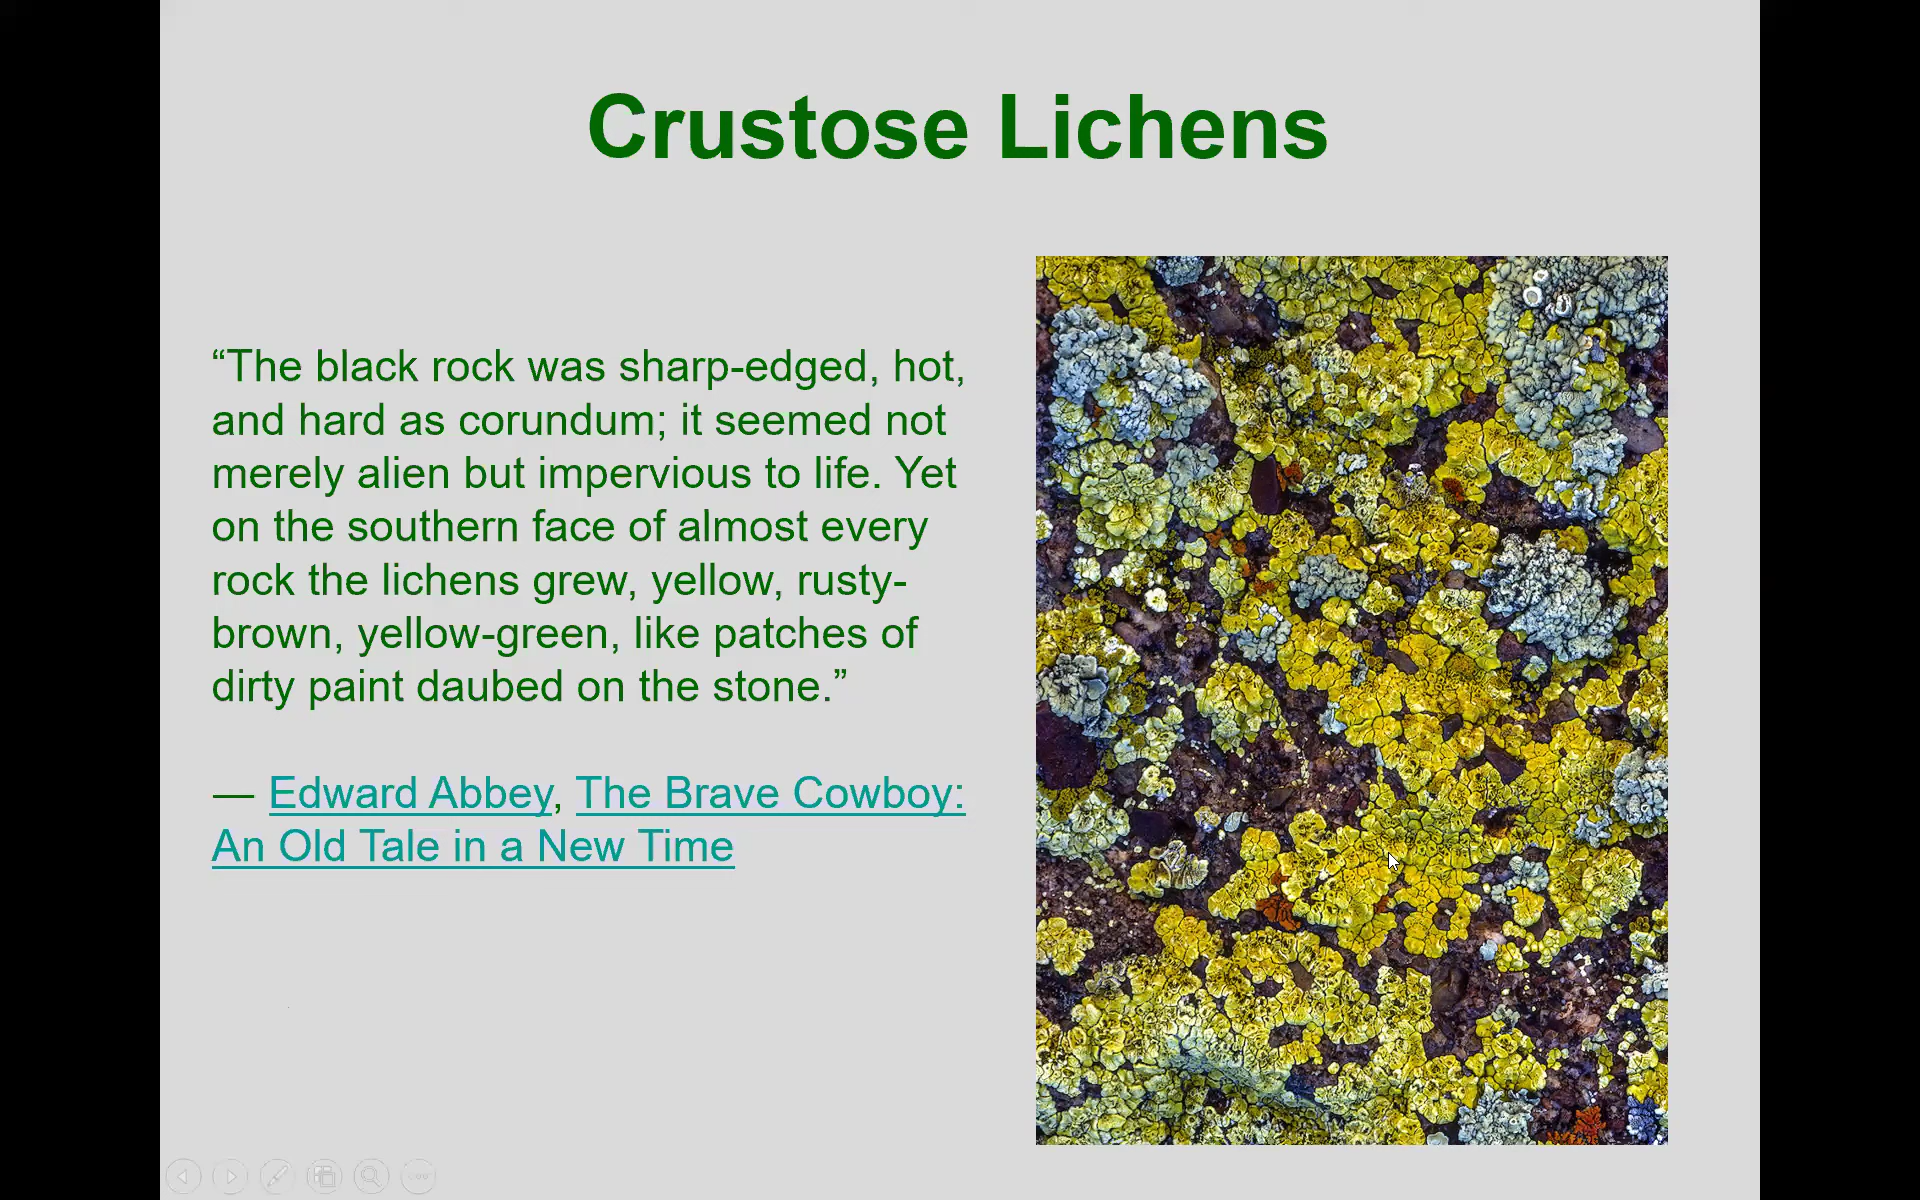 Crustose Lichens
“The black rock was sharp-edged, hot,
and hard as corundum; it seemed not
merely alien but impervious to life. Yet
on the southern face of almost every
rock the lichens grew, yellow, rusty-
brown, yellow-green, like patches of
dirty paint daubed on the stone.”
— Edward Abbey, The Brave Cowboy:
An Old Tale in a New Time